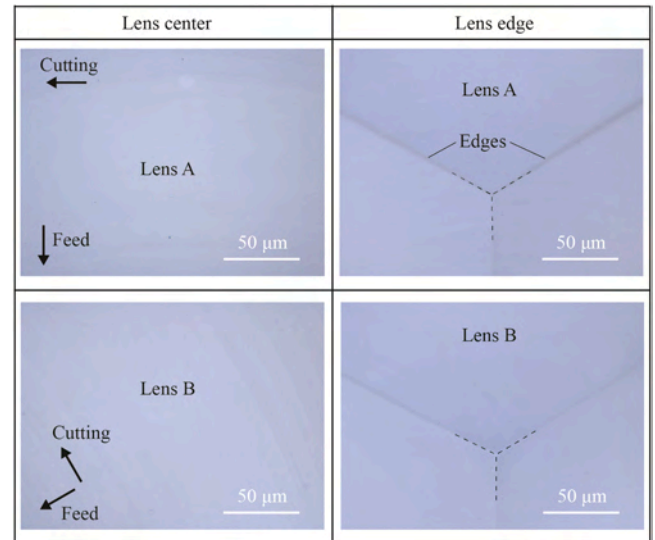 Lens center
Lens edge
Cutting
Lens A
Feed
50 μm
Lens A
Edges
50 μm
Lens B
Cutting
Feed
50 μm
Lens B
50 μm